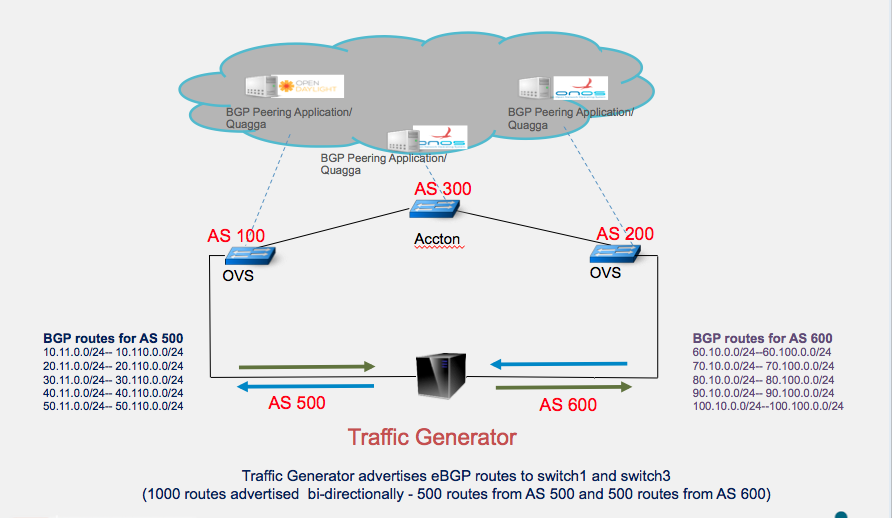 OPEN
DAYLIGHT
BGP Peering Application/
Quagga
onos
BGP Peering Application/
Quagga
onos
BGP Peering Application/
Quagga
AS 300
AS 100
AS 200
Accton
OVS
OVS
BGP routes for AS 500
10.11.0.0/24-- 10.110.0.0/24
20.11.0.0/24-- 20.110.0.0/24
30.11.0.0/24-- 30.110.0.0/24
40.11.0.0/24-- 40.110.0.0/24
50.11.0.0/24-- 50.110.0.0/24
BGP routes for AS 600
60.10.0.0/24--60.100.0.0/24
70.10.0.0/24-- 70.100.0.0/24
80.10.0.0/24-- 80.100.0.0/24
90.10.0.0/24-- 90.100.0.0/24
100.10.0.0/24--100.100.0.0/24
AS 500
AS 600
Traffic Generator
Traffic Generator advertises eBGP routes to switch1 and switch3
(1000 routes advertised bi-directionally - 500 routes from AS 500 and 500 routes from AS 600)